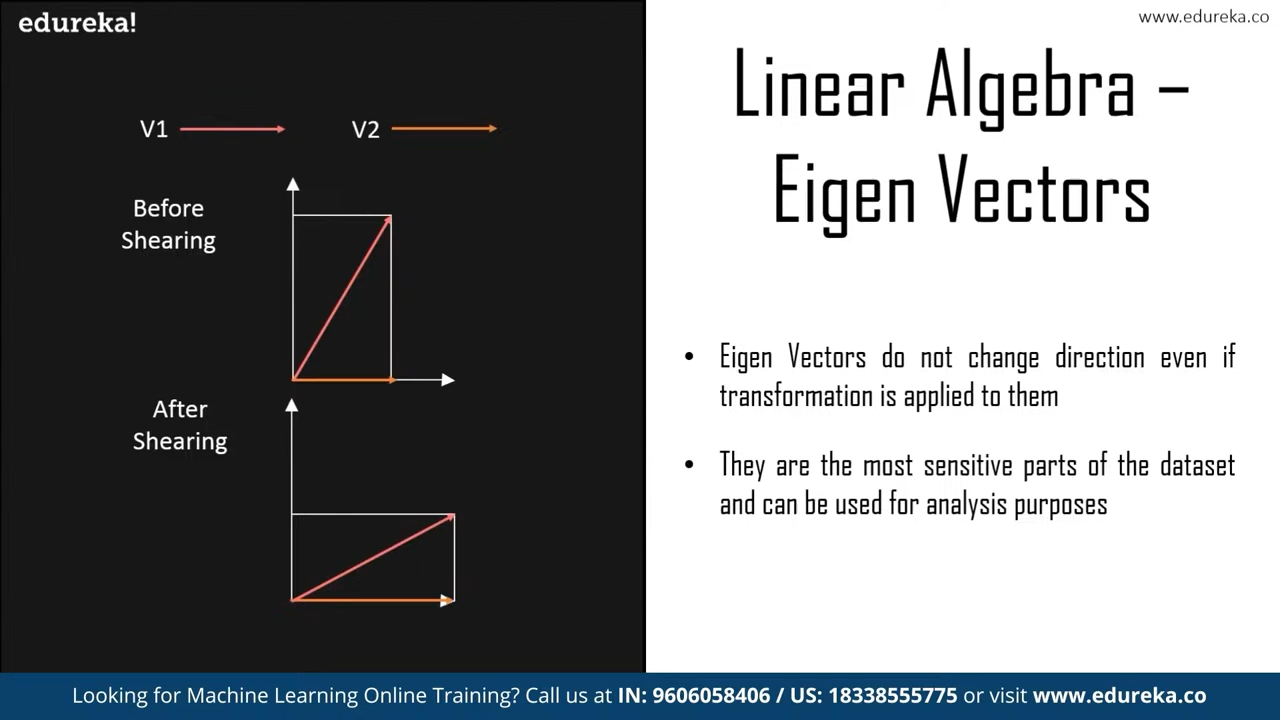 edureka!
www.edureka.co
V1
V2
Before
Shearing
After
Shearing
Linear Algebra –
Eigen Vectors
• Eigen Vectors do not change direction even if
transformation is applied to them
• They are the most sensitive parts of the dataset
and can be used for analysis purposes
Looking for Machine Learning Online Training? Call us at IN: 9606058406 / US: 18338555775 or visit www.edureka.co